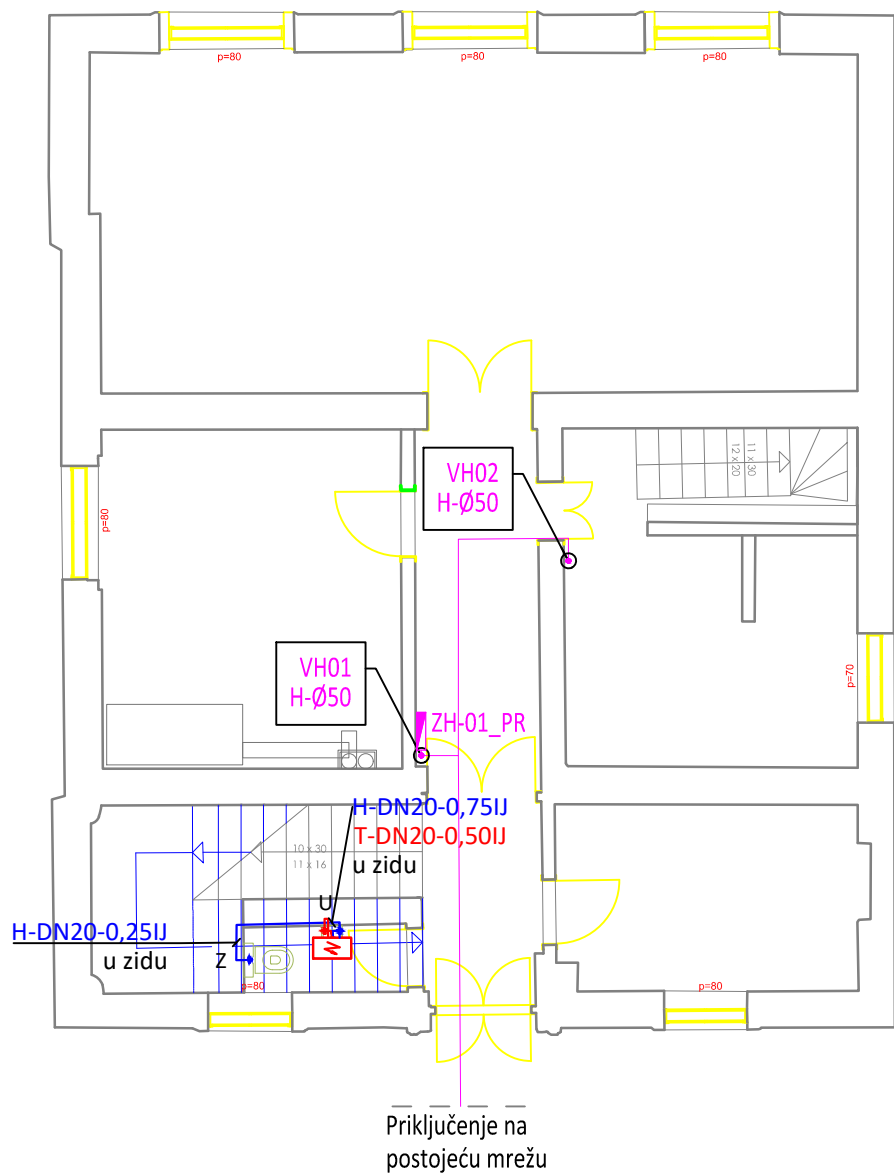 p=80
p=80
p=80
VH02
H-Ø50
11 x 30
12 x 20
p=80
VH01
H-Ø50
ZH-01_PR
p=70
H-DN20-0,75IJ
T-DN20-0,50IJ
u zidu
10 x 30
11 x 16
U
H-DN20-0,25IJ
u zidu
Z
N
p=80
p=80
Priključenje na
postojeću mrežu